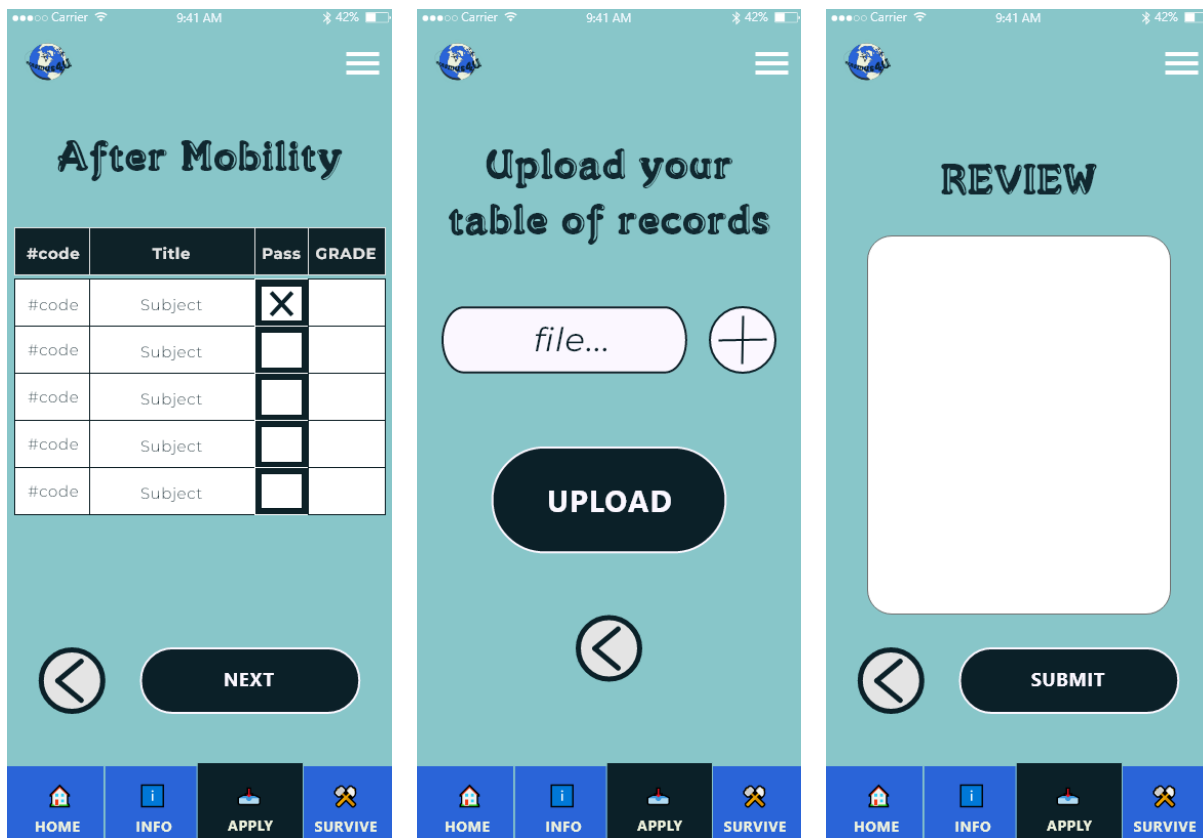 Carrier 9:41 AM 42%
After Mobility
#code Title Pass GRADE
#code Subject X
#code Subject
#code Subject
#code Subject
#code Subject
NEXT
HOME INFO APPLY SURVIVE
Carrier 9:41 AM 42%
Upload your
table of records
file...
UPLOAD
HOME INFO APPLY SURVIVE
Carrier 9:41 AM 42%
REVIEW
SUBMIT
HOME INFO APPLY SURVIVE